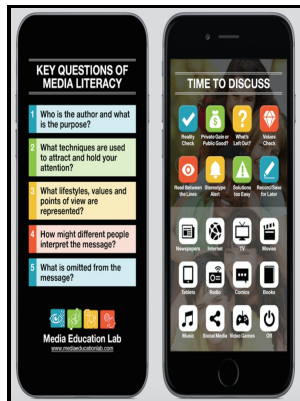 KEY QUESTIONS OF
MEDIA LITERACY
1 Who is the author and what
is the purpose?
2 What techniques are used
to attract and hold your
attention?
3 What lifestyles, values and
points of view are
represented?
4 How might different people
interpret the message?
5 What is omitted from the
message?
Media Education Lab
www.mediaeducationlab.com
TIME TO DISCUSS
Reality
Check
Private Gain or
Public Good?
What's
Left Out?
Values
Check
Read Between
the Lines
Stereotype
Alert
Solutions
too Easy
Record/Save
for Later
Newspapers
Internet
TV
Movies
Tablets
Radio
Comics
Books
Music
Social Media
Video Games
Off